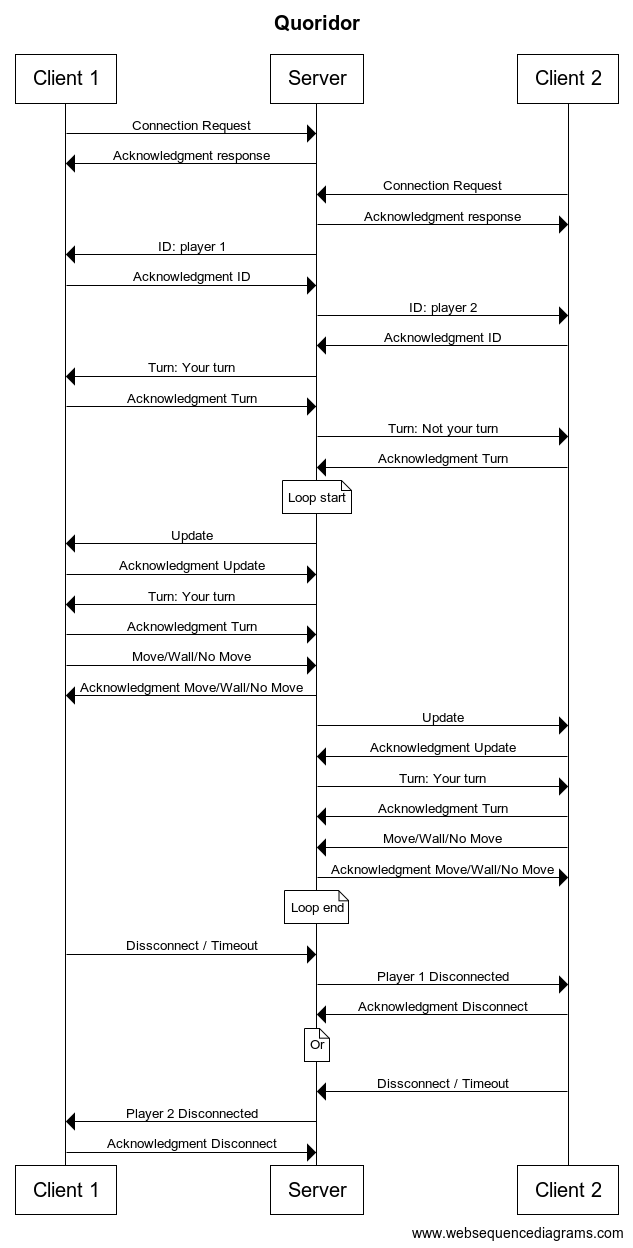 Quoridor
Client 1 Server Client 2
Connection Request
Acknowledgment response
Connection Request
Acknowledgment response
ID: player 1
Acknowledgment ID
ID: player 2
Acknowledgment ID
Turn: Your turn
Acknowledgment Turn
Turn: Not your turn
Acknowledgment Turn
Loop start
Update
Acknowledgment Update
Turn: Your turn
Acknowledgment Turn
Move/Wall/No Move
Acknowledgment Move/Wall/No Move
Update
Acknowledgment Update
Turn: Your turn
Acknowledgment Turn
Move/Wall/No Move
Acknowledgment Move/Wall/No Move
Loop end
Dissconnect / Timeout
Player 1 Disconnected
Acknowledgment Disconnect
Or
Dissconnect / Timeout
Player 2 Disconnected
Acknowledgment Disconnect
Client 1 Server Client 2
www.websequencediagrams.com